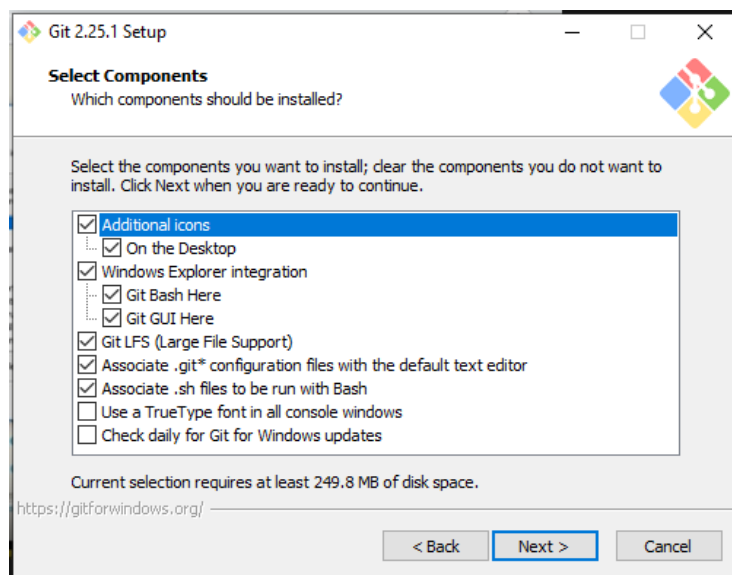 Git 2.25.1 Setup
Select Components
Which components should be installed?
Select the components you want to install; clear the components you do not want to
install. Click Next when you are ready to continue.
Additional icons
On the Desktop
Windows Explorer integration
Git Bash Here
Git GUI Here
Git LFS (Large File Support)
Associate .git* configuration files with the default text editor
Associate .sh files to be run with Bash
Use a TrueType font in all console windows
Check daily for Git for Windows updates
Current selection requires at least 249.8 MB of disk space.
https://gitforwindows.org/
< Back Next > Cancel